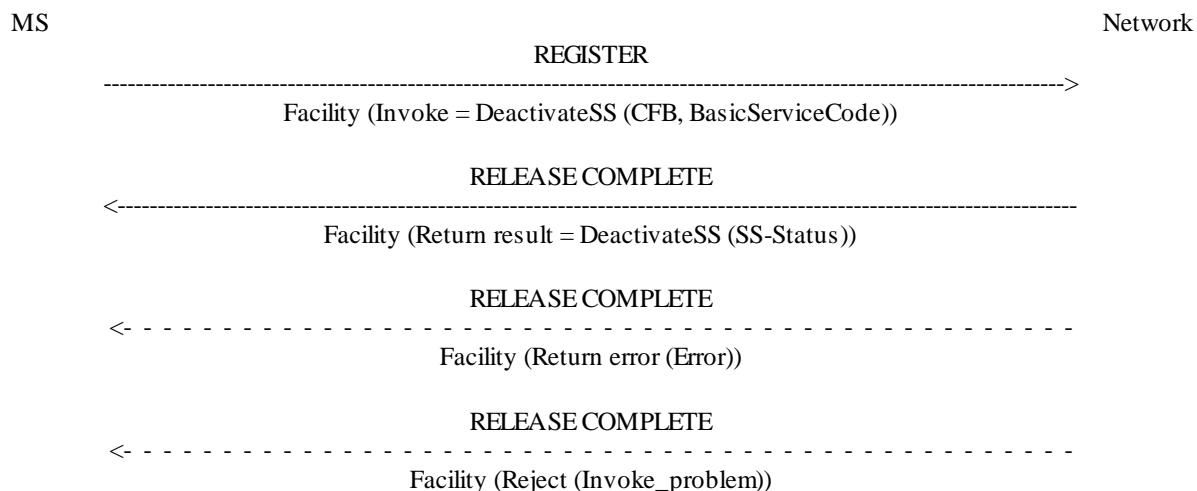 MS Network
REGISTER
Facility (Invoke = DeactivateSS (CFB, BasicServiceCode))
RELEASE COMPLETE
Facility (Return result = DeactivateSS (SS-Status))
RELEASE COMPLETE
Facility (Return error (Error))
RELEASE COMPLETE
Facility (Reject (Invoke_problem))